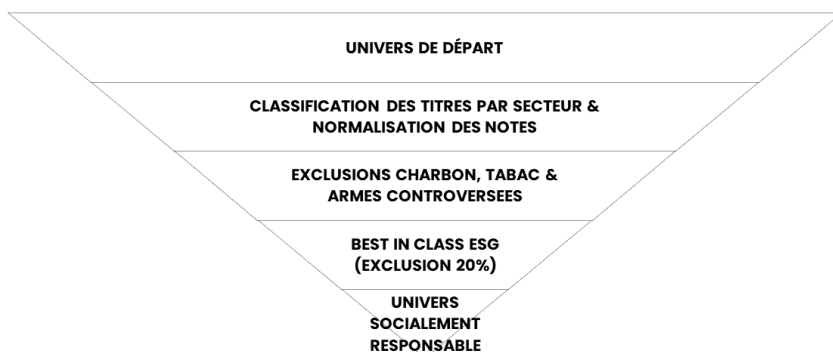 UNIVERS DE DÉPART
CLASSIFICATION DES TITRES PAR SECTEUR &
NORMALISATION DES NOTES
EXCLUSIONS CHARBON, TABAC &
ARMES CONTROVERSEES
BEST IN CLASS ESG
(EXCLUSION 20%)
UNIVERS
SOCIALEMENT
RESPONSABLE